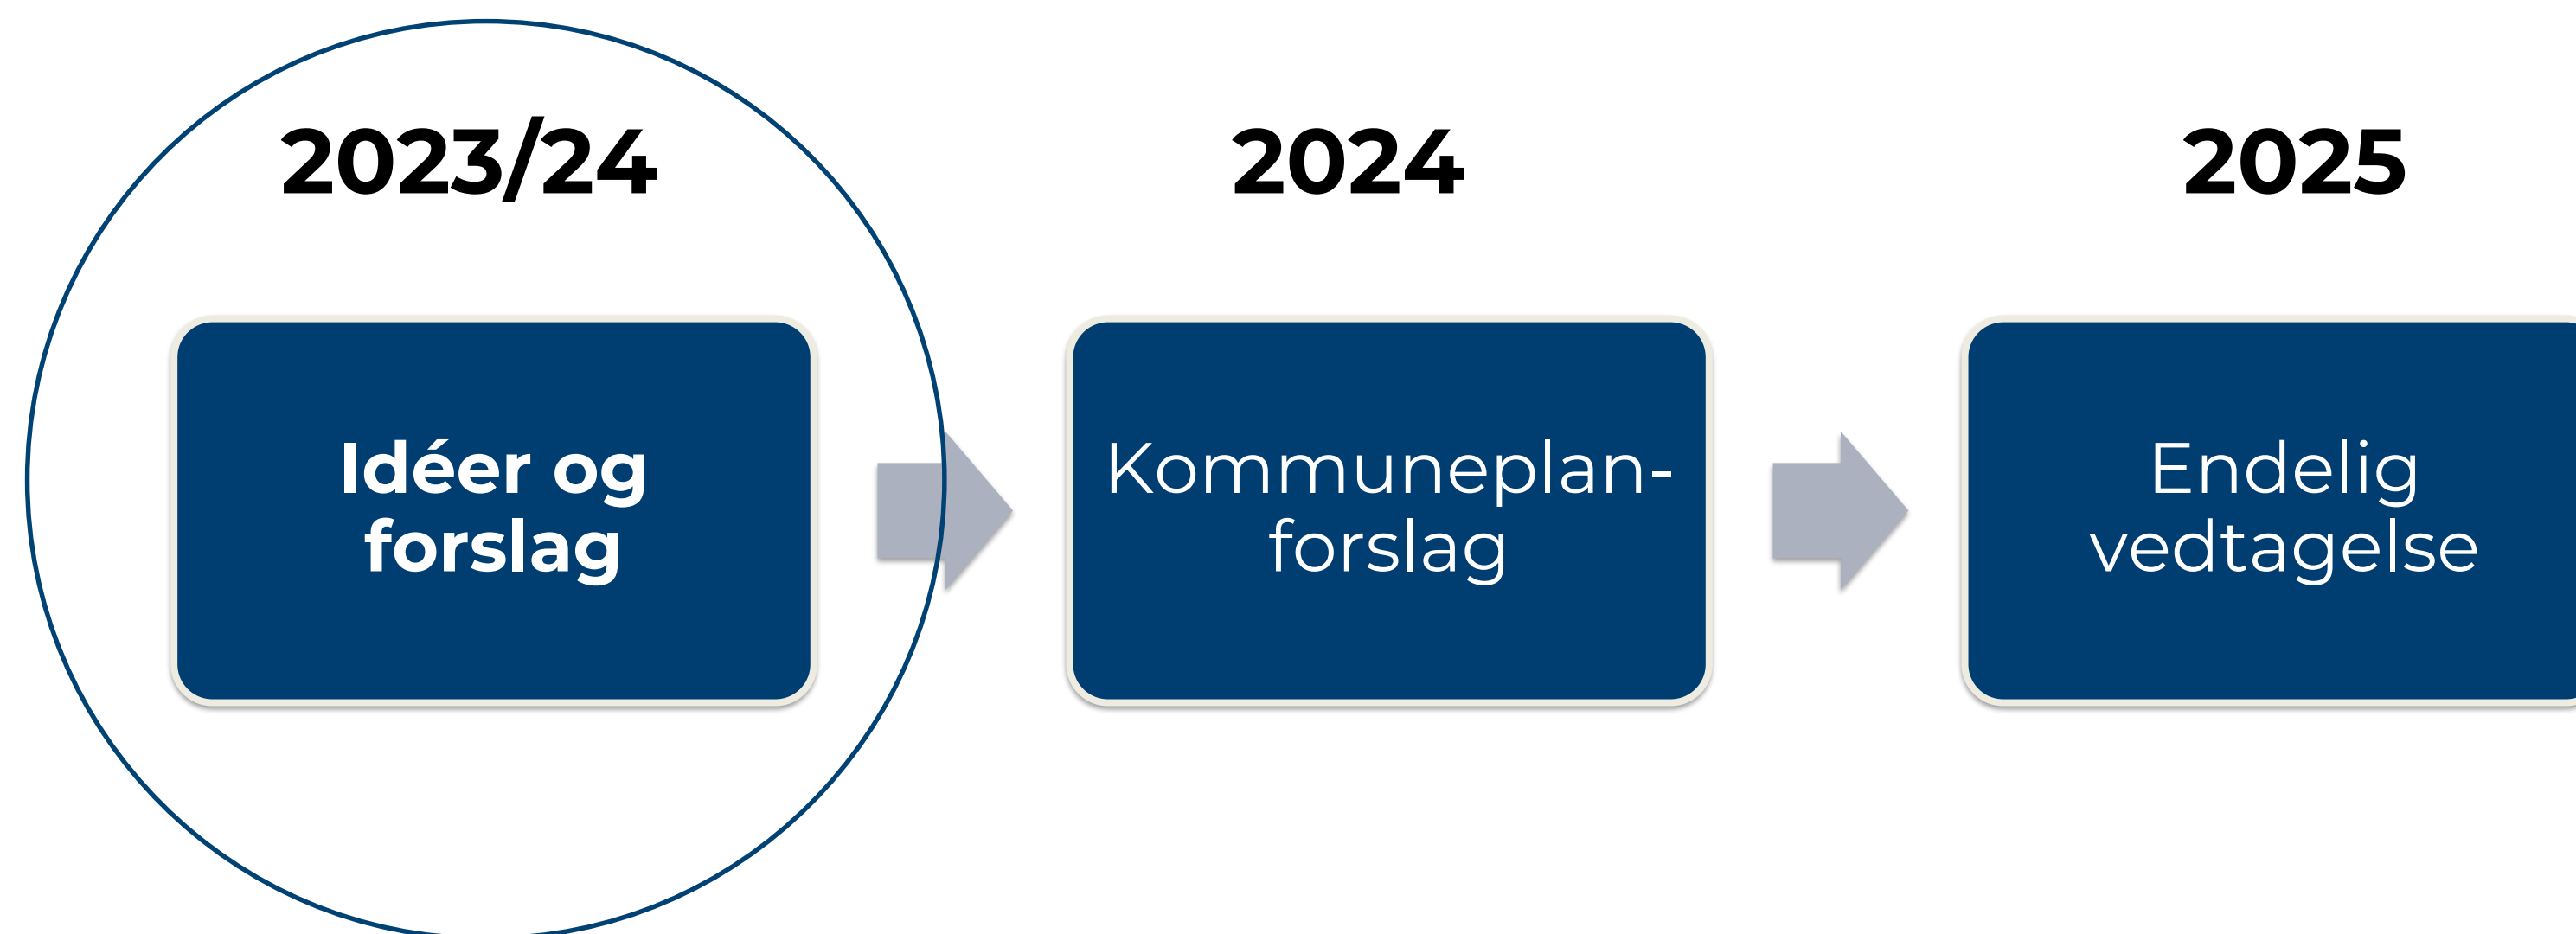 2023/24
2024
2025
Idéer og
forslag
Kommuneplan-
forslag
Endelig
vedtagelse